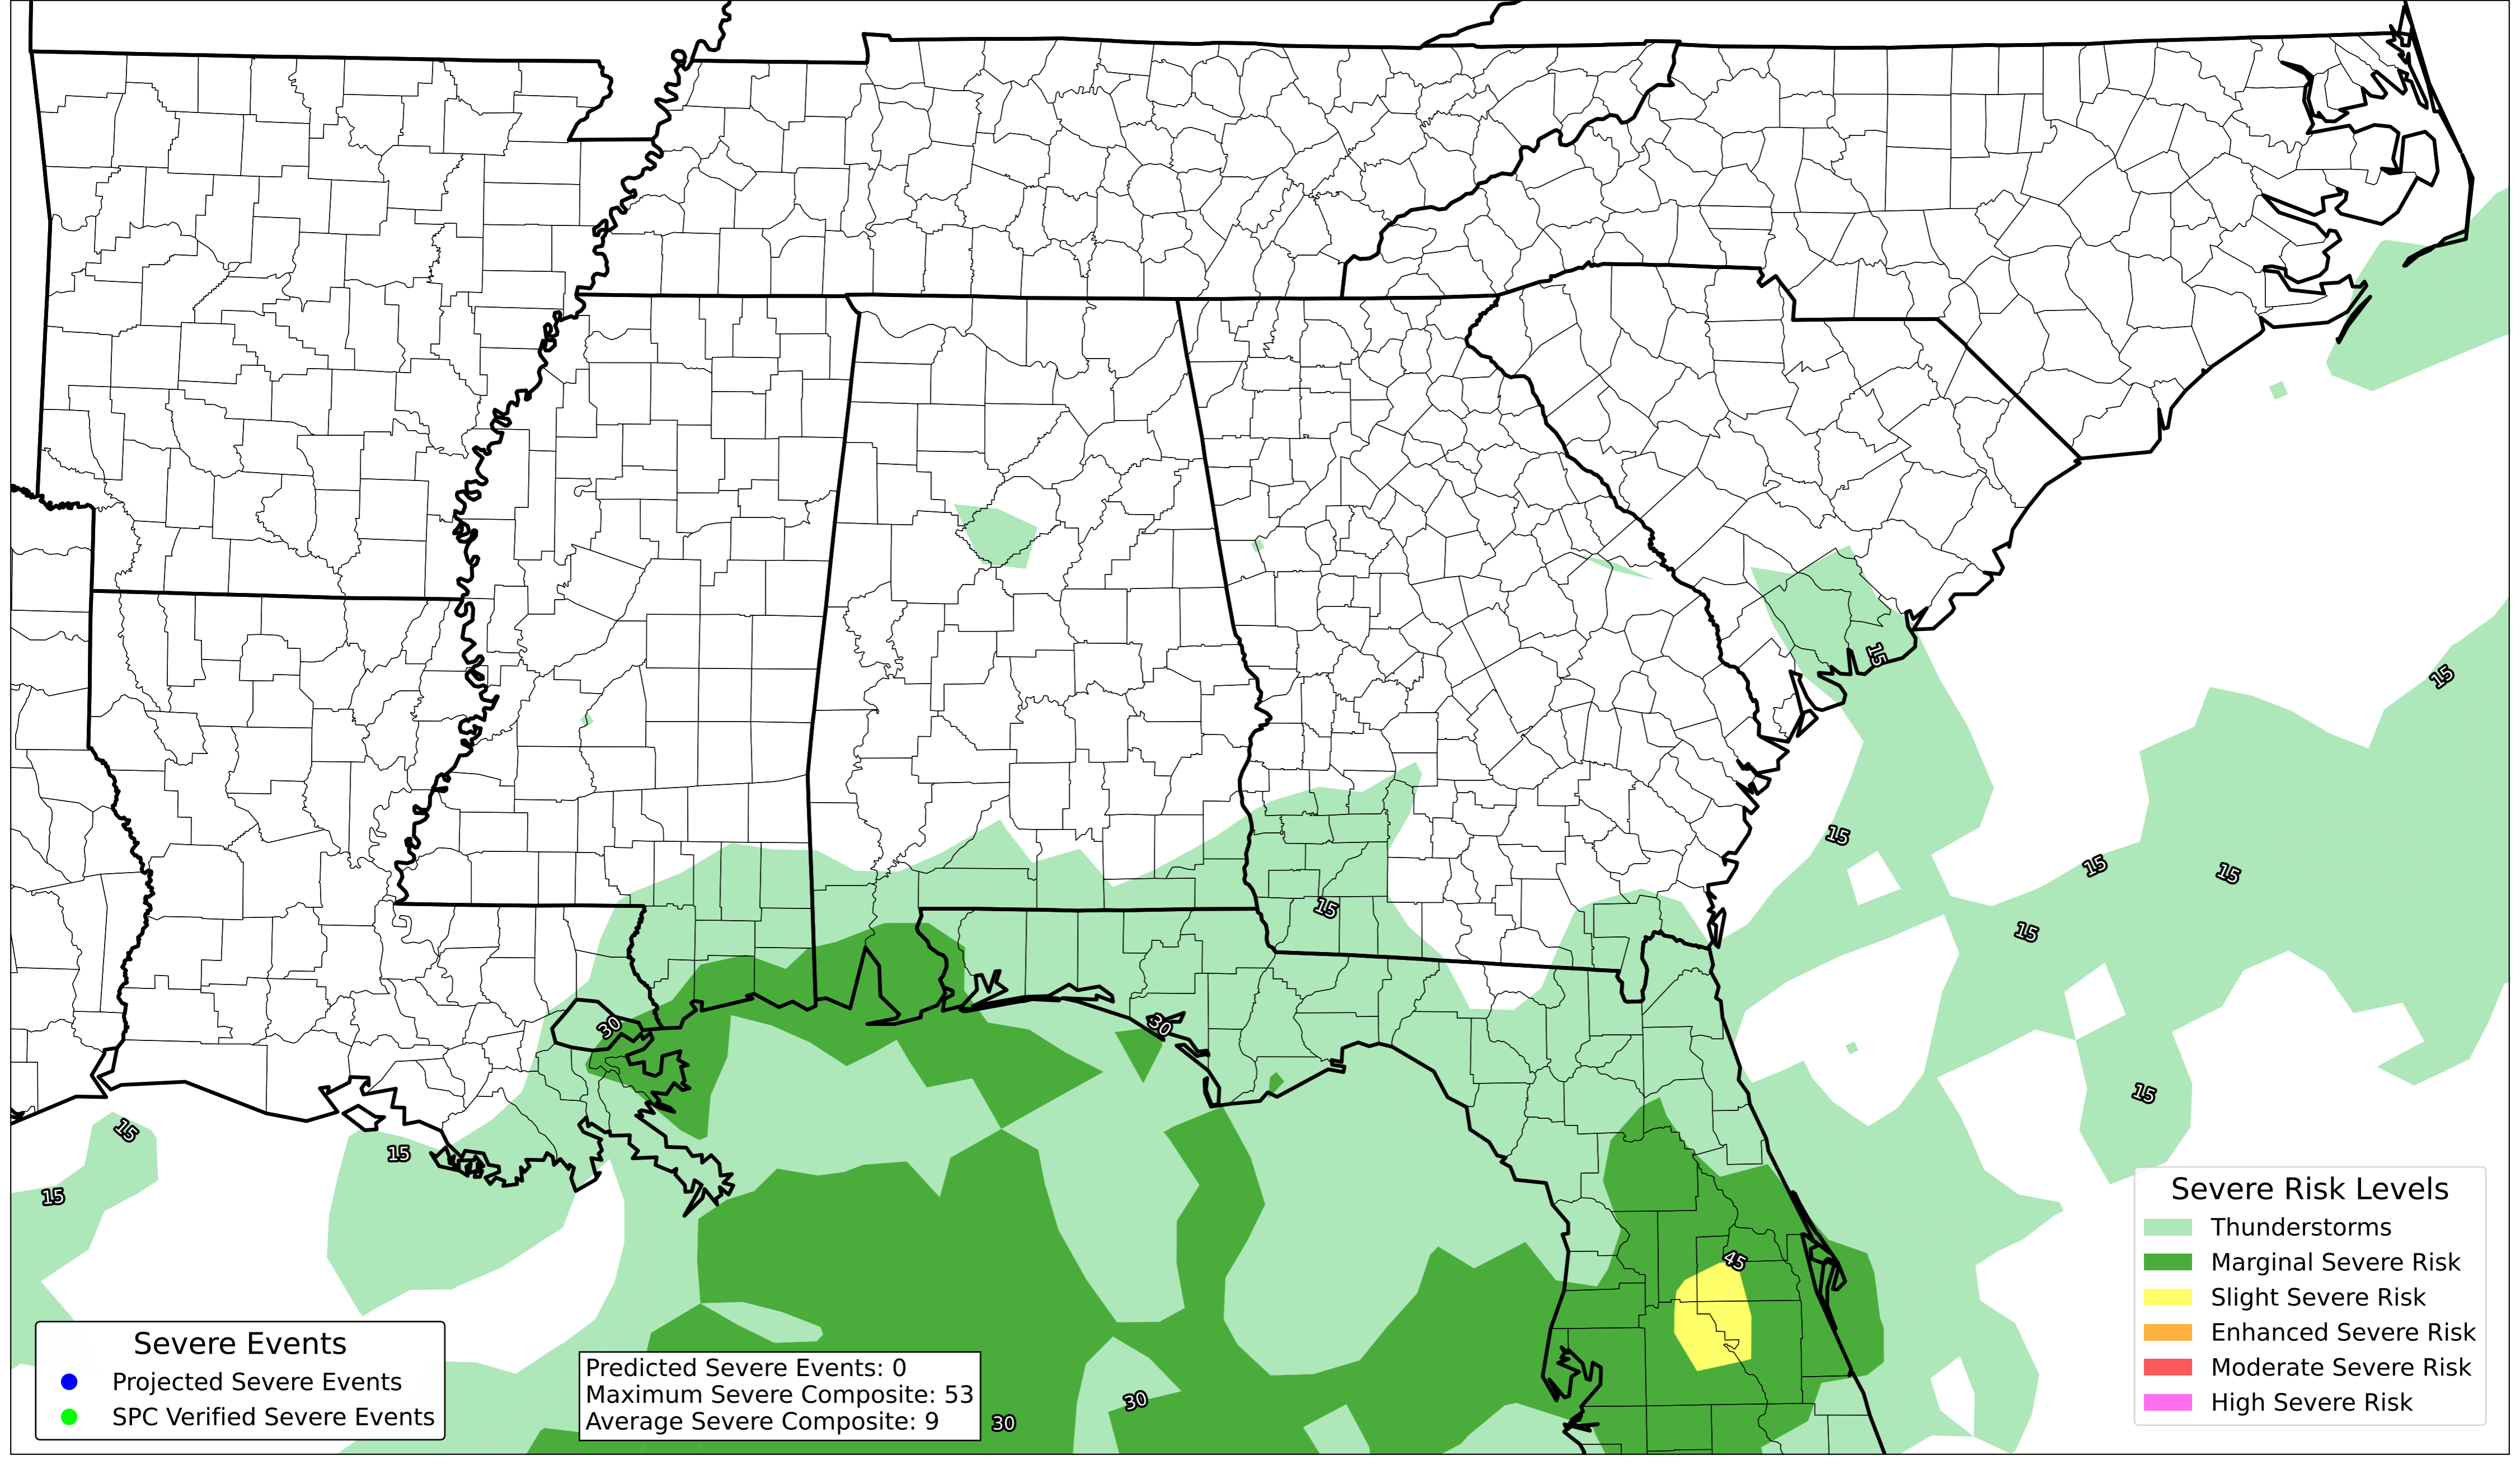 15
15
15
15
15
15
15
30
30
15
15
15
45
30
30
Severe Events
Projected Severe Events
SPC Verified Severe Events
Predicted Severe Events: 0
Maximum Severe Composite: 53
Average Severe Composite: 9
Severe Risk Levels
Thunderstorms
Marginal Severe Risk
Slight Severe Risk
Enhanced Severe Risk
Moderate Severe Risk
High Severe Risk